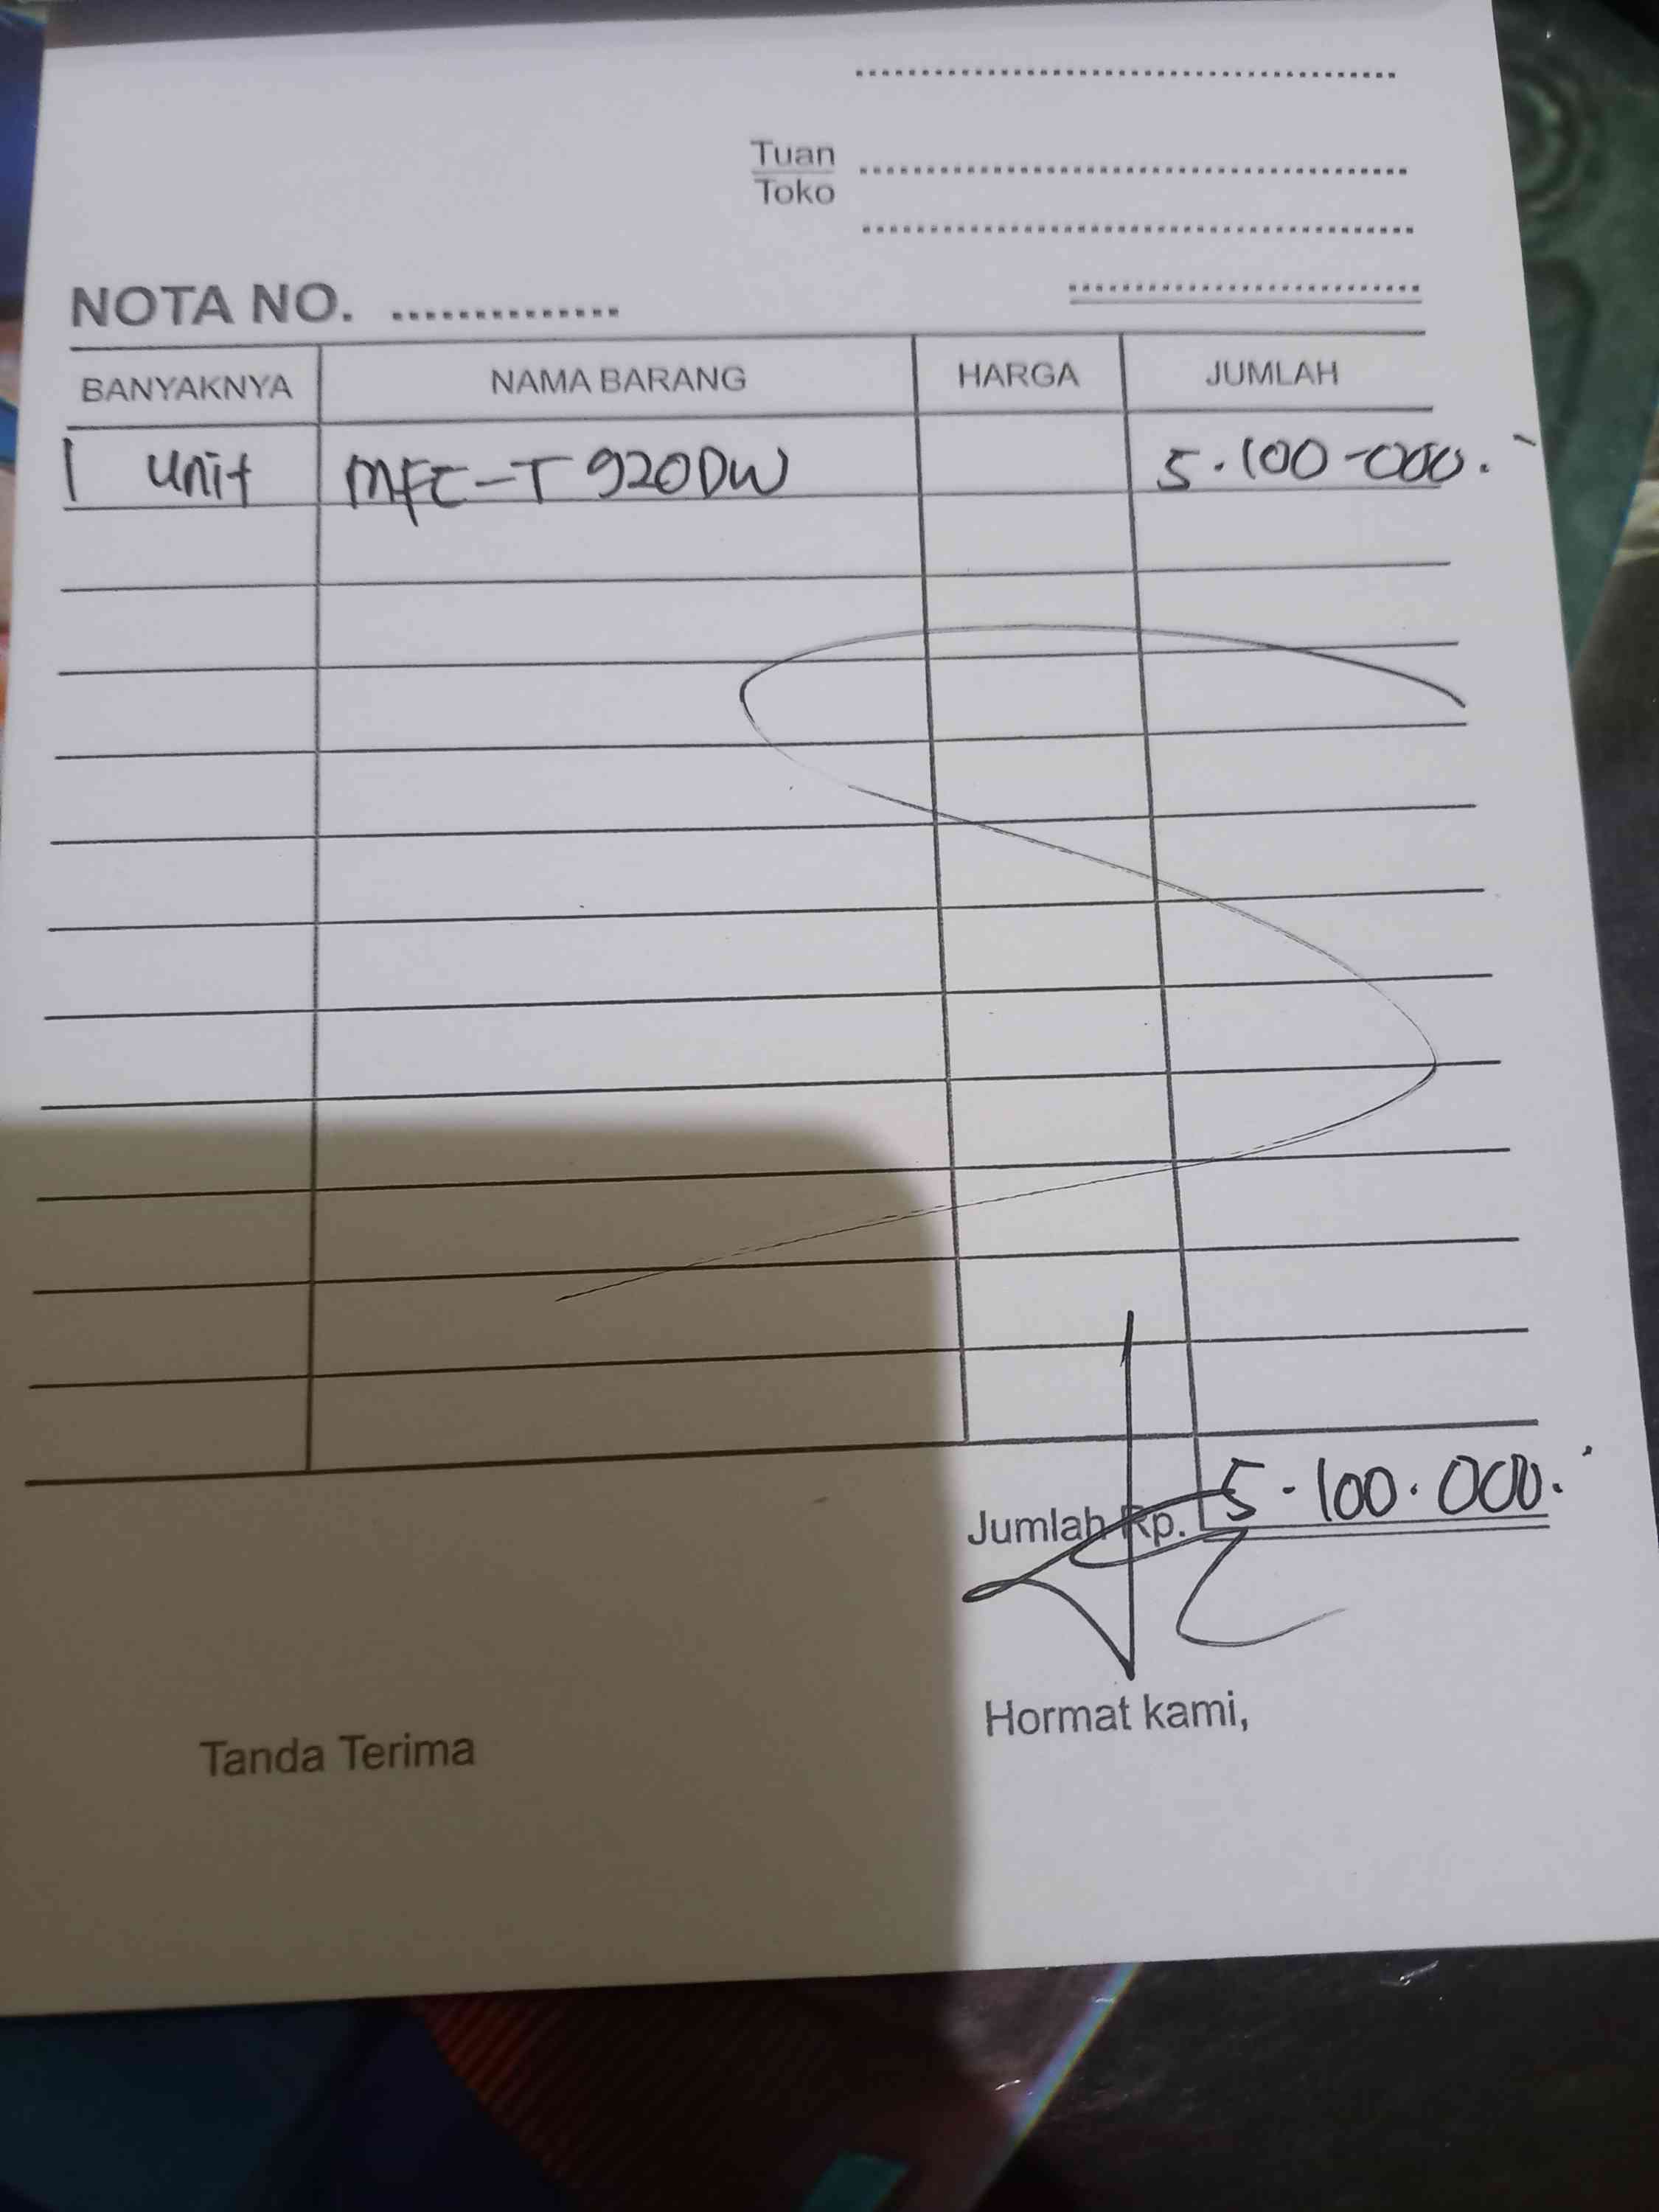 Tuan
Toko
NOTA NO. ..............
BANYAKNYA NAMA BARANG HARGA JUMLAH
1 unit MFC-T920DW 5.100-000.-
Jumlah Rp. 5.100.000.-
Tanda Terima Hormat kami,